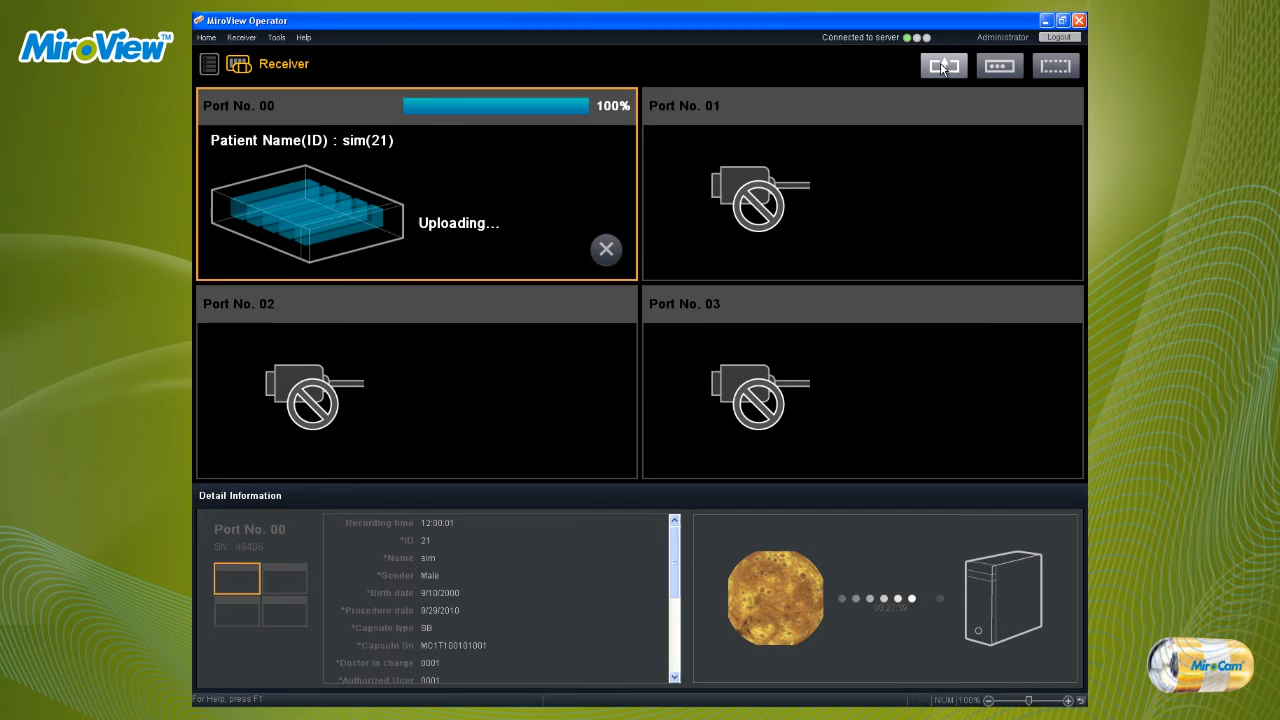 MiroView™
MiroView Operator
Home Receiver Tools Help
Connected to server Administrator Logout
Receiver
Port No. 00 100%
Patient Name(ID) : sim(21)
Uploading...
Port No. 01
Port No. 02
Port No. 03
Detail Information
Port No. 00
SN : 46406
Recording time 12:00:01
*ID 21
*Name sim
*Gender Male
*Birth date 9/10/2000
*Procedure date 9/29/2010
*Capsule type SB
*Capsule Sn MC1T100101001
*Doctor in charge 0001
*Authorized User 0001
00:27:39
For Help, press F1
NUM 100%
MiroCam